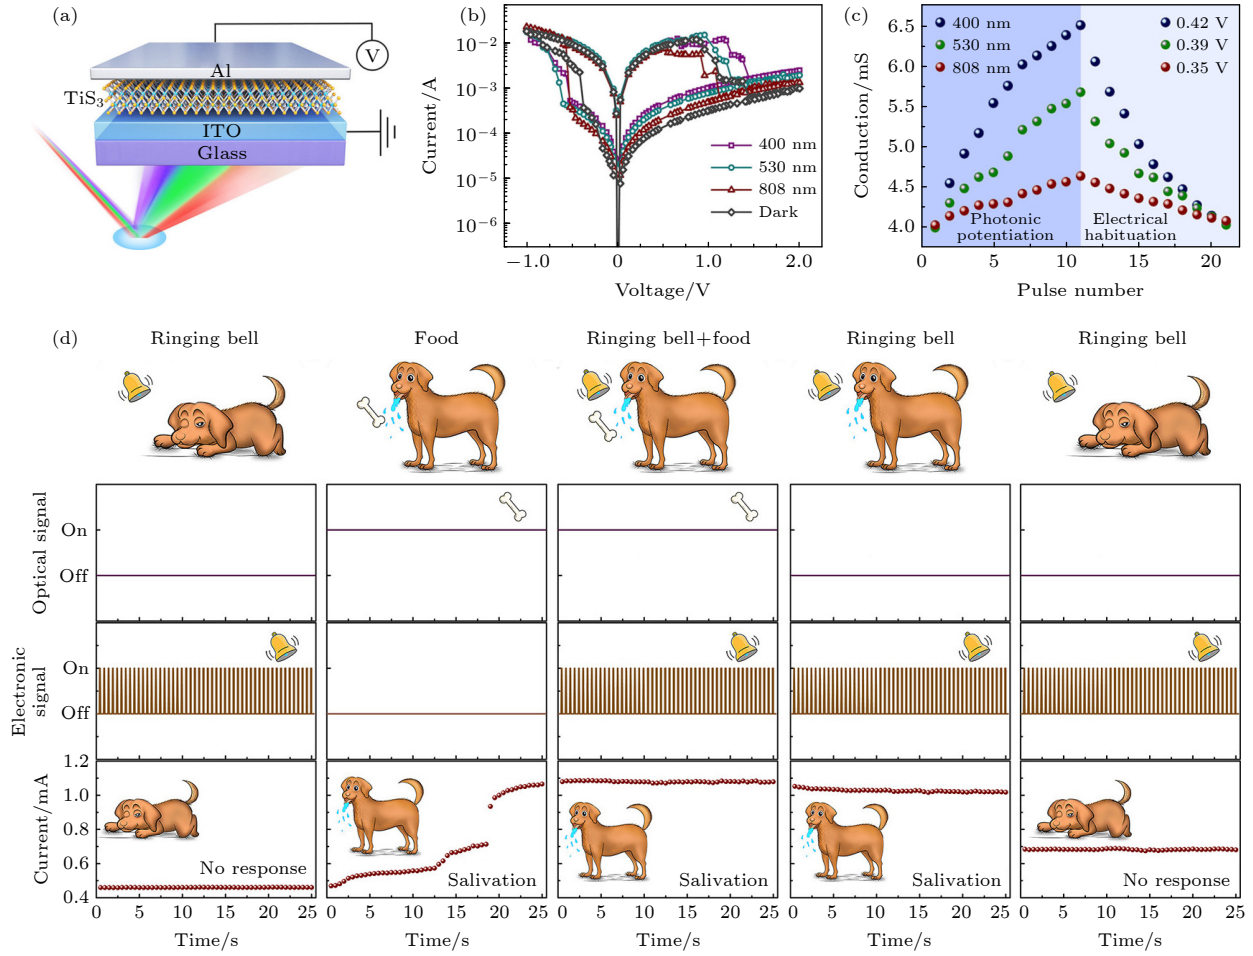 (a)
V
Al
TiS3
ITO
Glass
(b)
Current/A
10−2
10−3
10−4
10−5
10−6
400 nm
530 nm
808 nm
Dark
−1.0
0
1.0
2.0
Voltage/V
(c)
Conduction/mS
6.5
6.0
5.5
5.0
4.5
4.0
400 nm
530 nm
808 nm
0.42 V
0.39 V
0.35 V
Photonic
potentiation
Electrical
habituation
0
5
10
15
20
Pulse number
(d)
Ringing bell
Food
Ringing bell+food
Ringing bell
Ringing bell
Optical signal
On
Off
Electronic
signal
On
Off
Current/mA
1.2
1.0
0.8
0.6
0.4
No response
Salivation
Salivation
Salivation
No response
0 5 10 15 20 25
0 5 10 15 20 25
0 5 10 15 20 25
0 5 10 15 20 25
0 5 10 15 20 25
Time/s
Time/s
Time/s
Time/s
Time/s